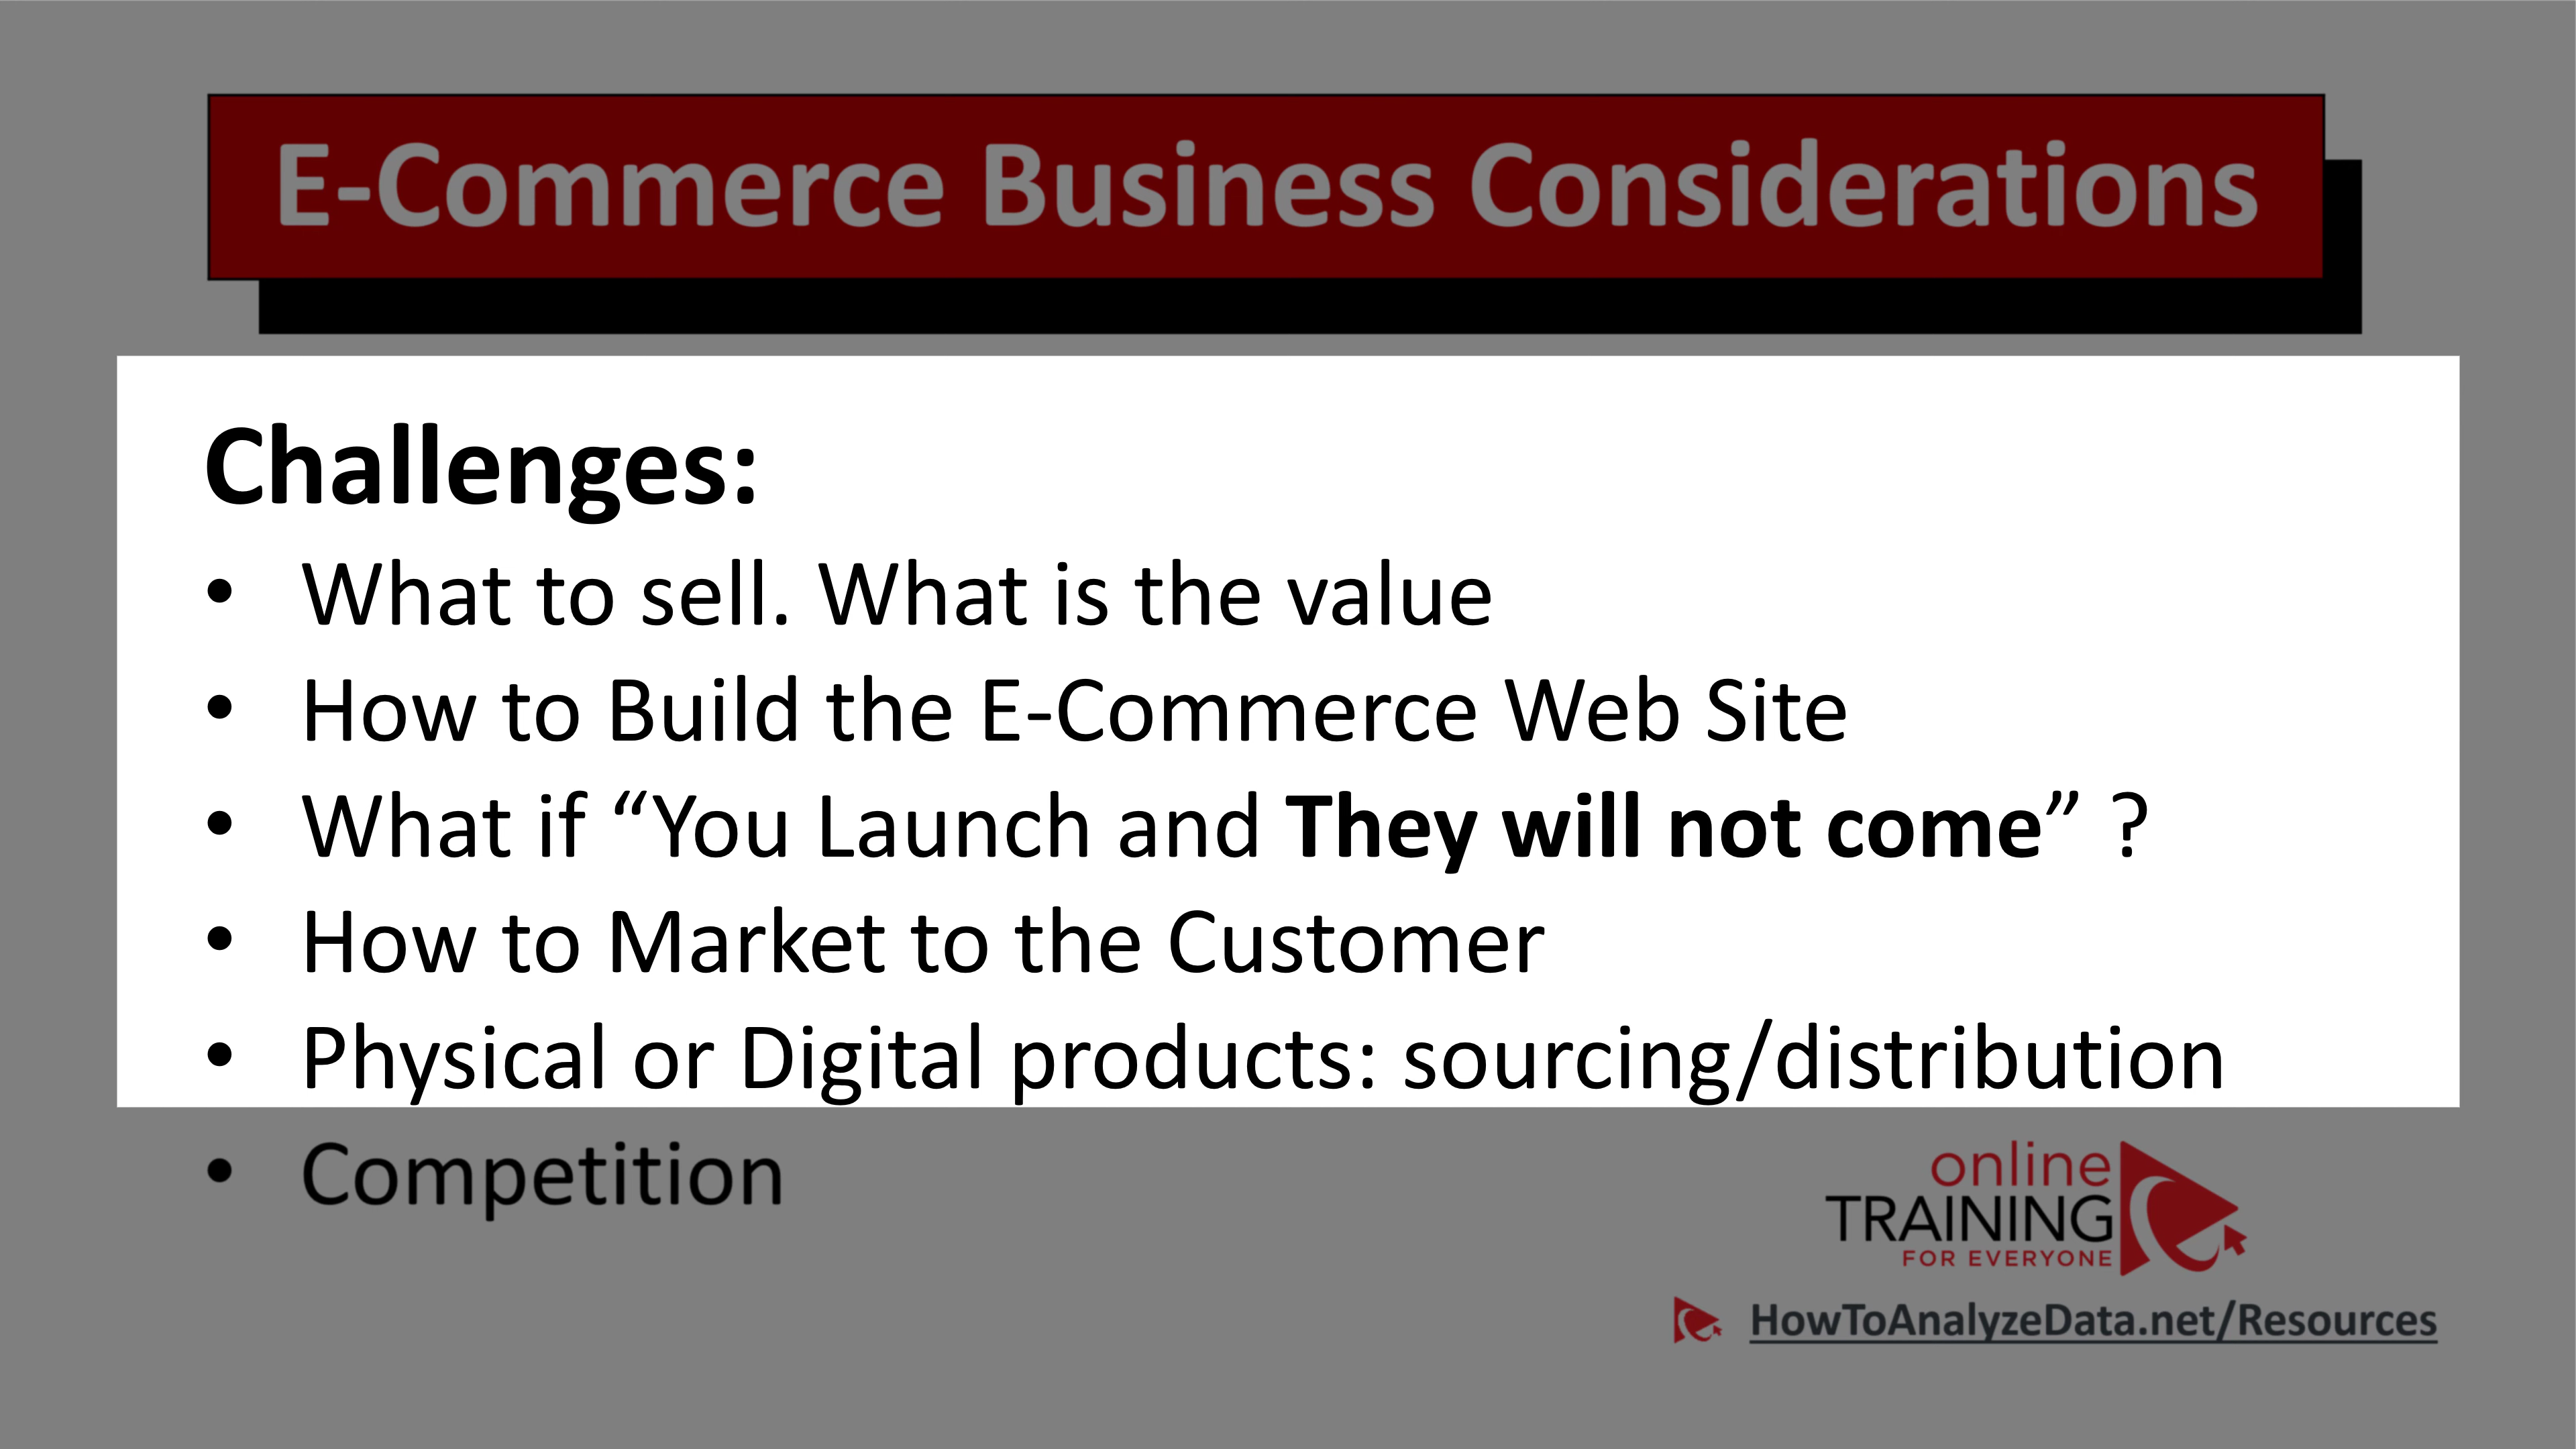 E-Commerce Business Considerations
Challenges:
• What to sell. What is the value
• How to Build the E-Commerce Web Site
• What if “You Launch and They will not come” ?
• How to Market to the Customer
• Physical or Digital products: sourcing/distribution
• Competition
online
TRAINING
FOR EVERYONE
HowToAnalyzeData.net/Resources